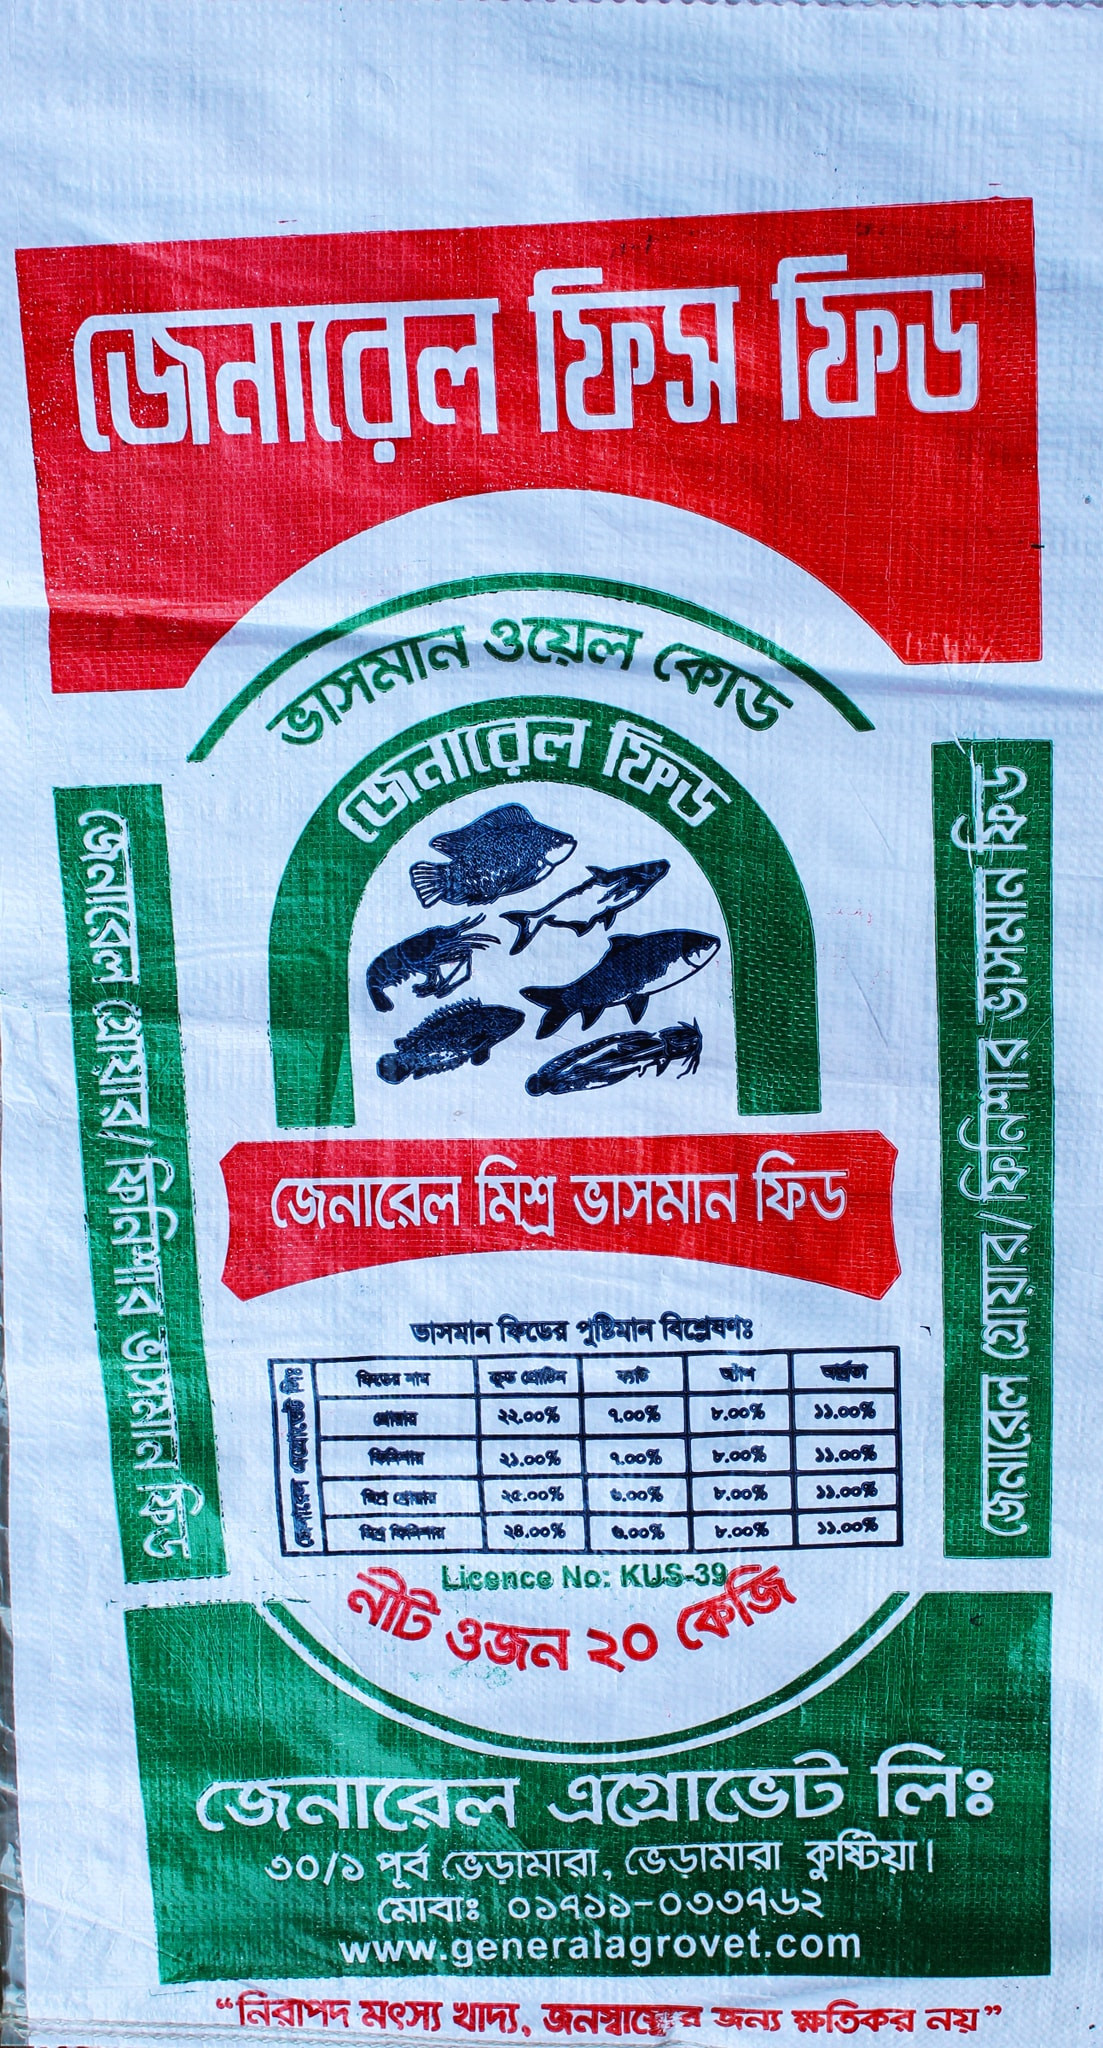 জেনারেল ফিস ফিড
ভাসমান ওয়েল কোড
জেনারেল ফিড
জেনারেল গ্রোয়ার/ ফিনিশার ভাসমান ফিড
জেনারেল গ্রোয়ার/ ফিনিশার ভাসমান ফিড
জেনারেল মিশ্র ভাসমান ফিড
ভাসমান ফিডের পুষ্টিমান বিশ্লেষণঃ
জেনারেল এগ্রোভেট লিঃ
ফিডের নাম ক্রুড প্রোটিন ফ্যাট অ্যাশ আর্দ্রতা
গ্রোয়ার ২২.০০% ৭.০০% ৮.০০% ১১.০০%
ফিনিশার ২১.০০% ৭.০০% ৮.০০% ১১.০০%
মিশ্র গ্রোয়ার ২৫.০০% ৬.০০% ৮.০০% ১১.০০%
মিশ্র ফিনিশার ২৪.০০% ৬.০০% ৮.০০% ১১.০০%
Licence No: KUS-39
নীট ওজন ২০ কেজি
জেনারেল এগ্রোভেট লিঃ
৩০/১ পূর্ব ভেড়ামারা, ভেড়ামারা কুষ্টিয়া।
মোবাঃ ০১৭১১-০৩৩৭৬২
www.generalagrovet.com
“নিরাপদ মৎস্য খাদ্য, জনস্বাস্থ্যের জন্য ক্ষতিকর নয়”